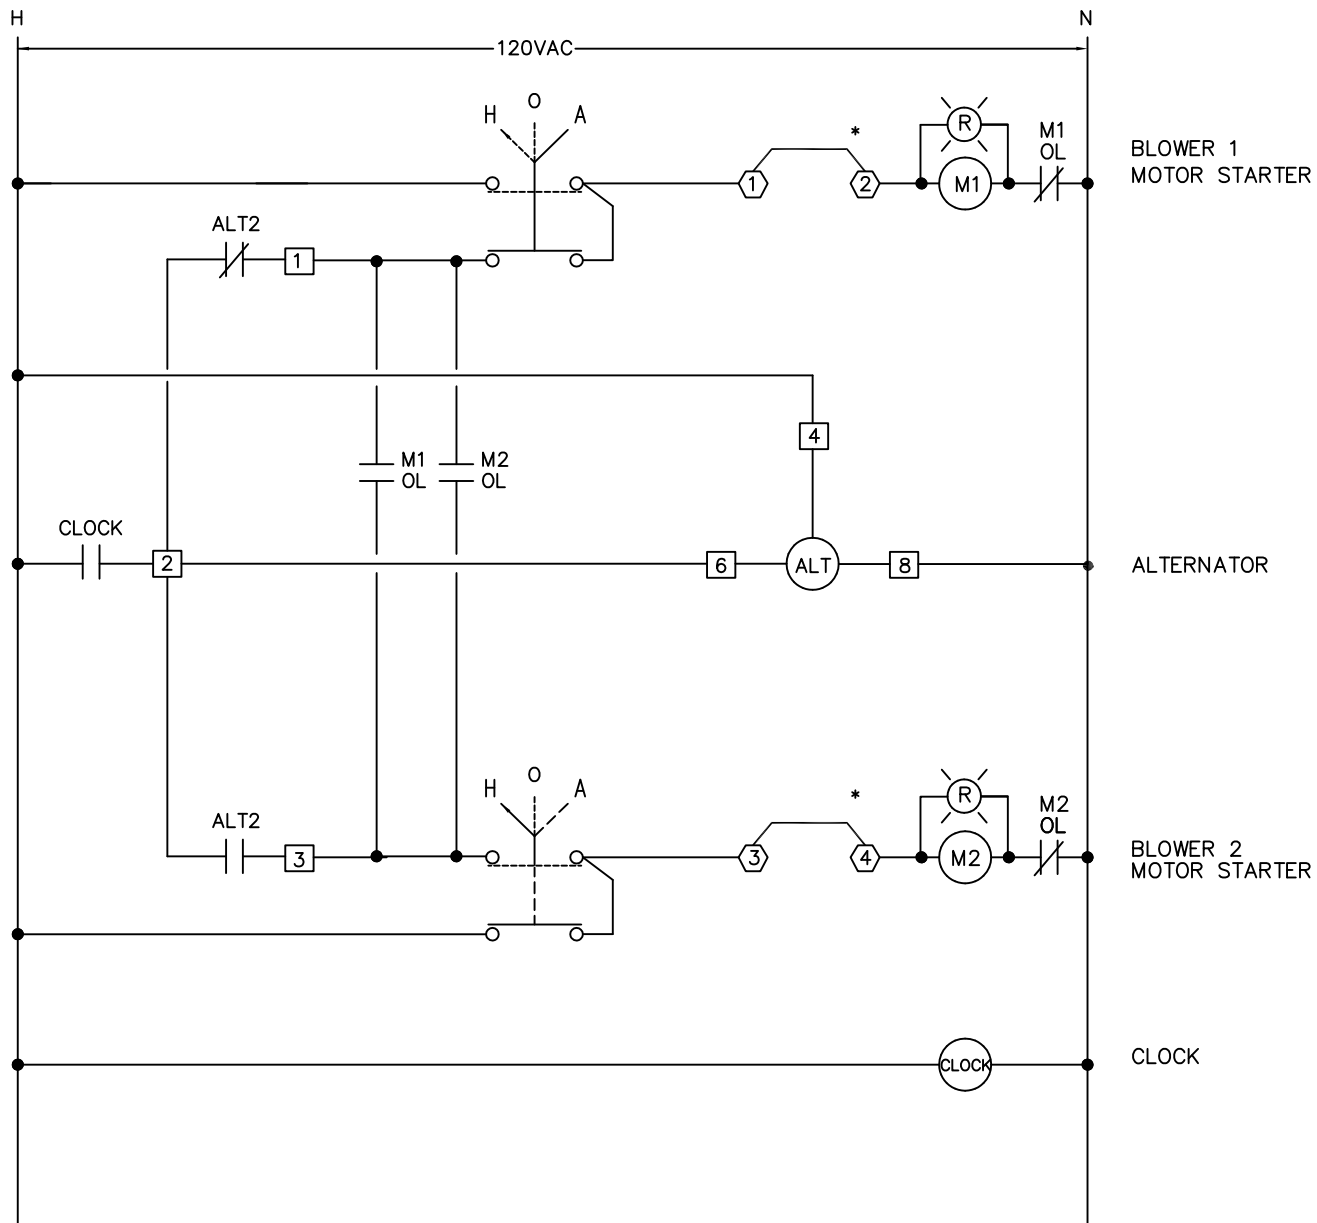 H
N
120VAC
H
O
A
*
R
M1
OL
BLOWER 1
MOTOR STARTER
1
2
M1
ALT2
1
4
M1
OL
M2
OL
CLOCK
2
6
ALT
8
ALTERNATOR
H
O
A
*
R
M2
OL
BLOWER 2
MOTOR STARTER
ALT2
3
3
4
M2
CLOCK
CLOCK